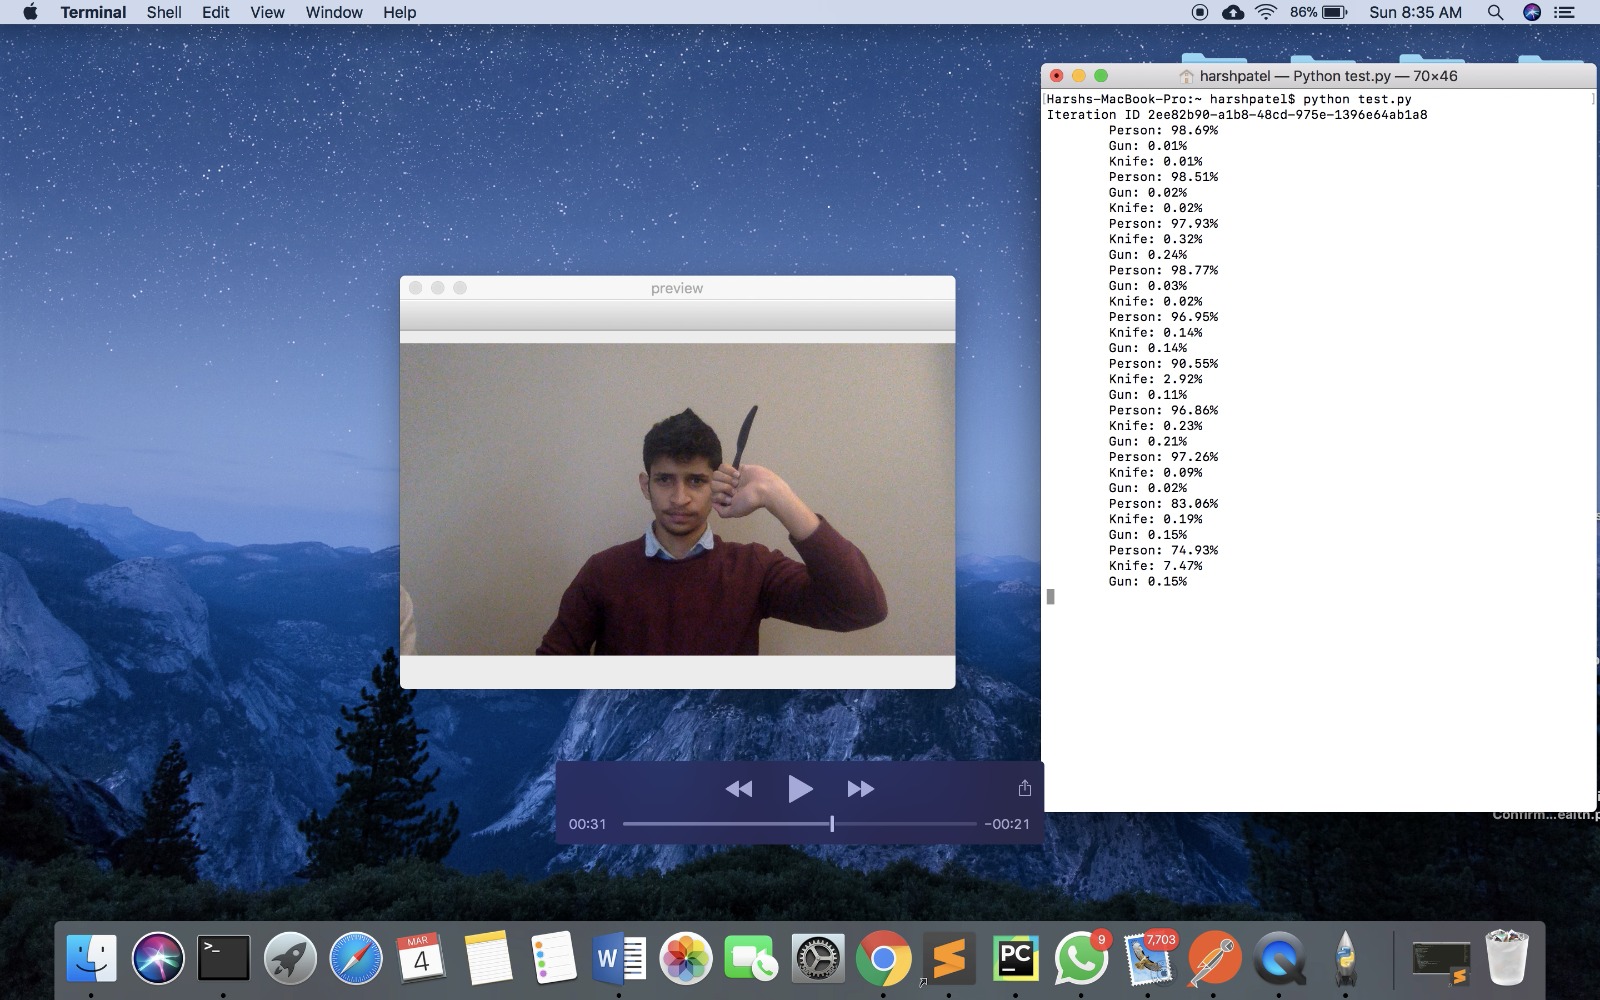 Terminal Shell Edit View Window Help 86% Sun 8:35 AM
harshpatel — Python test.py — 70×46
[Harshs-MacBook-Pro:~ harshpatel$ python test.py ]
Iteration ID 2ee82b90-a1b8-48cd-975e-1396e64ab1a8
Person: 98.69%
Gun: 0.01%
Knife: 0.01%
Person: 98.51%
Gun: 0.02%
Knife: 0.02%
Person: 97.93%
Knife: 0.32%
Gun: 0.24%
Person: 98.77%
Gun: 0.03%
Knife: 0.02%
Person: 96.95%
Knife: 0.14%
Gun: 0.14%
Person: 90.55%
Knife: 2.92%
Gun: 0.11%
Person: 96.86%
Knife: 0.23%
Gun: 0.21%
Person: 97.26%
Knife: 0.09%
Gun: 0.02%
Person: 83.06%
Knife: 0.19%
Gun: 0.15%
Person: 74.93%
Knife: 7.47%
Gun: 0.15%
preview
00:31 -00:21
Confirm...ealth.p
>_
MAR
4
W
PC
9
7,703